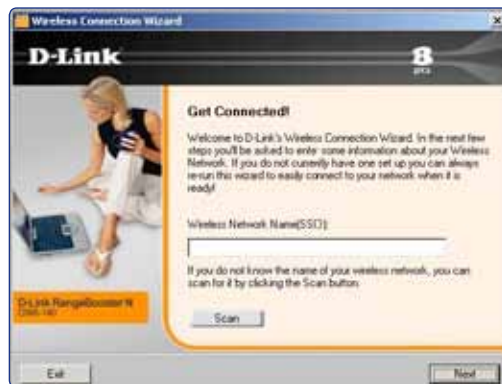 Wireless Connection Wizard
D-Link
8
pts
Get Connected!
Welcome to D-Link's Wireless Connection Wizard. In the next few
steps you'll be asked to enter some information about your Wireless
Network. If you do not currently have one set up you can always
re-run this wizard to easily connect to your network when it is
ready!
Wireless Network Name(SSID):
If you do not know the name of your wireless network, you can
scan for it by clicking the Scan button.
D-Link RangeBooster N
Scan
Exit
Next